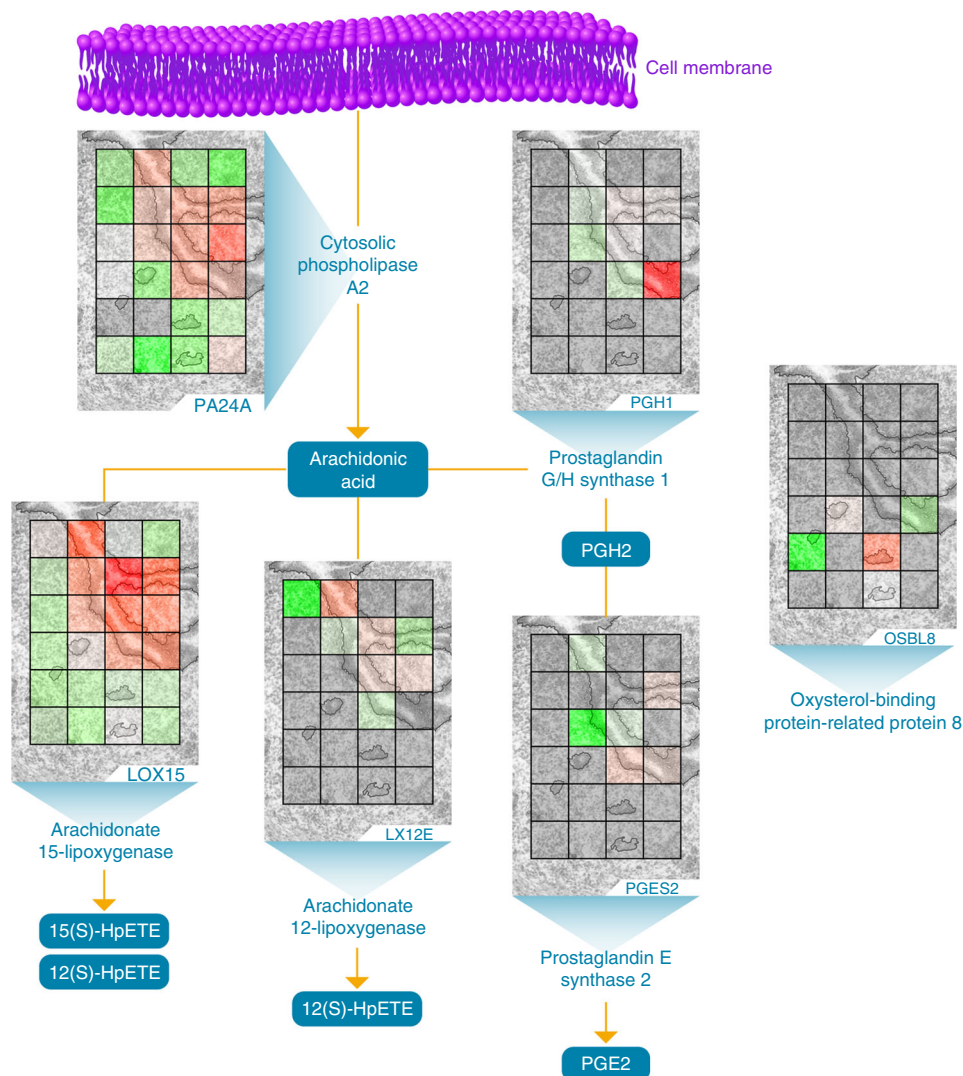 Cell membrane
Cytosolic
phospholipase
A2
PA24A
PGH1
Arachidonic
acid
Prostaglandin
G/H synthase 1
PGH2
OSBL8
Oxysterol-binding
protein-related protein 8
LOX15
Arachidonate
15-lipoxygenase
15(S)-HpETE
12(S)-HpETE
LX12E
Arachidonate
12-lipoxygenase
12(S)-HpETE
PGES2
Prostaglandin E
synthase 2
PGE2